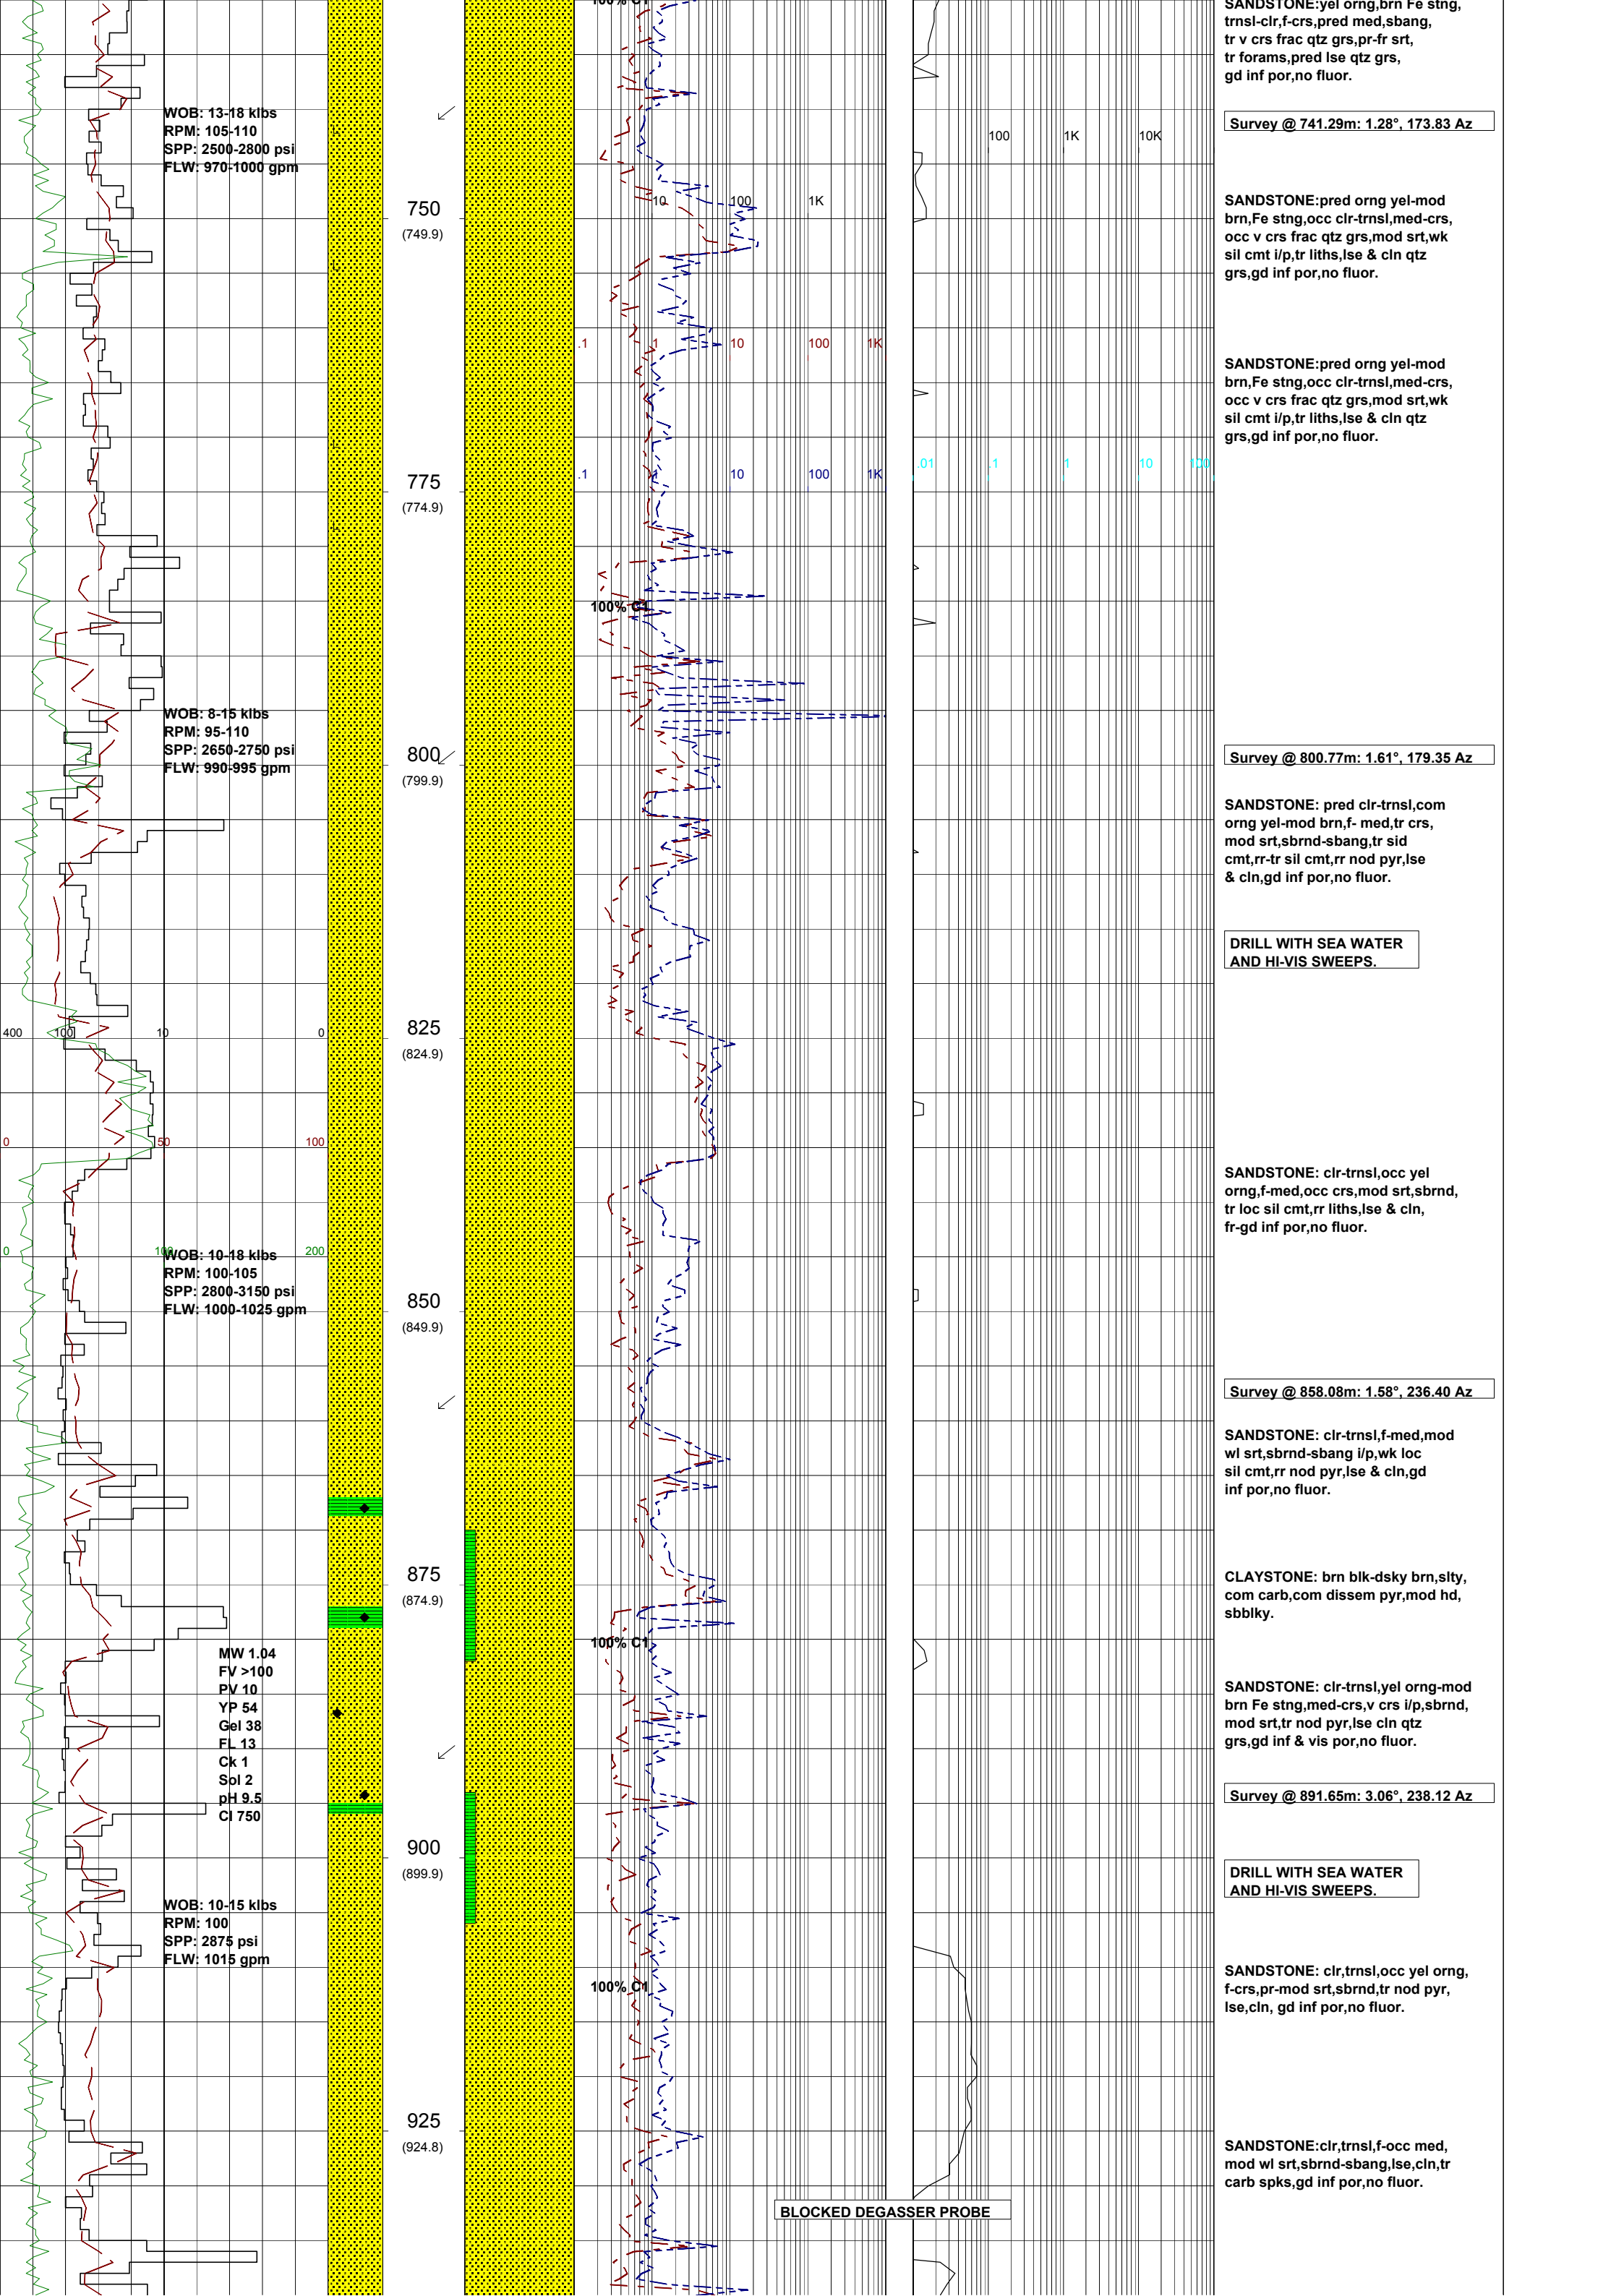 100% C1
SANDSTONE:yel orng,brn Fe stng,
trnsl-clr,f-crs,pred med,sbang,
tr v crs frac qtz grs,pr-fr srt,
tr forams,pred lse qtz grs,
gd inf por,no fluor.
WOB: 13-18 klbs
RPM: 105-110
SPP: 2500-2800 psi
FLW: 970-1000 gpm
Survey @ 741.29m: 1.28°, 173.83 Az
100 1K 10K
10 100 1K
750
(749.9)
SANDSTONE:pred orng yel-mod
brn,Fe stng,occ clr-trnsl,med-crs,
occ v crs frac qtz grs,mod srt,wk
sil cmt i/p,tr liths,lse & cln qtz
grs,gd inf por,no fluor.
.1 1 10 100 1K
SANDSTONE:pred orng yel-mod
brn,Fe stng,occ clr-trnsl,med-crs,
occ v crs frac qtz grs,mod srt,wk
sil cmt i/p,tr liths,lse & cln qtz
grs,gd inf por,no fluor.
.01 .1 1 10 100
.1 1 10 100 1K
775
(774.9)
100% C1
WOB: 8-15 klbs
RPM: 95-110
SPP: 2650-2750 psi
FLW: 990-995 gpm
800
(799.9)
Survey @ 800.77m: 1.61°, 179.35 Az
SANDSTONE: pred clr-trnsl,com
orng yel-mod brn,f- med,tr crs,
mod srt,sbrnd-sbang,tr sid
cmt,rr-tr sil cmt,rr nod pyr,lse
& cln,gd inf por,no fluor.
DRILL WITH SEA WATER
AND HI-VIS SWEEPS.
400 100 10 0
825
(824.9)
0 50 100
SANDSTONE: clr-trnsl,occ yel
orng,f-med,occ crs,mod srt,sbrnd,
tr loc sil cmt,rr liths,lse & cln,
fr-gd inf por,no fluor.
0 100 200
WOB: 10-18 klbs
RPM: 100-105
SPP: 2800-3150 psi
FLW: 1000-1025 gpm
850
(849.9)
Survey @ 858.08m: 1.58°, 236.40 Az
SANDSTONE: clr-trnsl,f-med,mod
wl srt,sbrnd-sbang i/p,wk loc
sil cmt,rr nod pyr,lse & cln,gd
inf por,no fluor.
875
(874.9)
CLAYSTONE: brn blk-dsky brn,slty,
com carb,com dissem pyr,mod hd,
sbblky.
100% C1
MW 1.04
FV >100
PV 10
YP 54
Gel 38
FL 13
Ck 1
Sol 2
pH 9.5
Cl 750
SANDSTONE: clr-trnsl,yel orng-mod
brn Fe stng,med-crs,v crs i/p,sbrnd,
mod srt,tr nod pyr,lse cln qtz
grs,gd inf & vis por,no fluor.
Survey @ 891.65m: 3.06°, 238.12 Az
900
(899.9)
DRILL WITH SEA WATER
AND HI-VIS SWEEPS.
WOB: 10-15 klbs
RPM: 100
SPP: 2875 psi
FLW: 1015 gpm
100% C1
SANDSTONE: clr,trnsl,occ yel orng,
f-crs,pr-mod srt,sbrnd,tr nod pyr,
lse,cln, gd inf por,no fluor.
925
(924.8)
SANDSTONE:clr,trnsl,f-occ med,
mod wl srt,sbrnd-sbang,lse,cln,tr
carb spks,gd inf por,no fluor.
BLOCKED DEGASSER PROBE